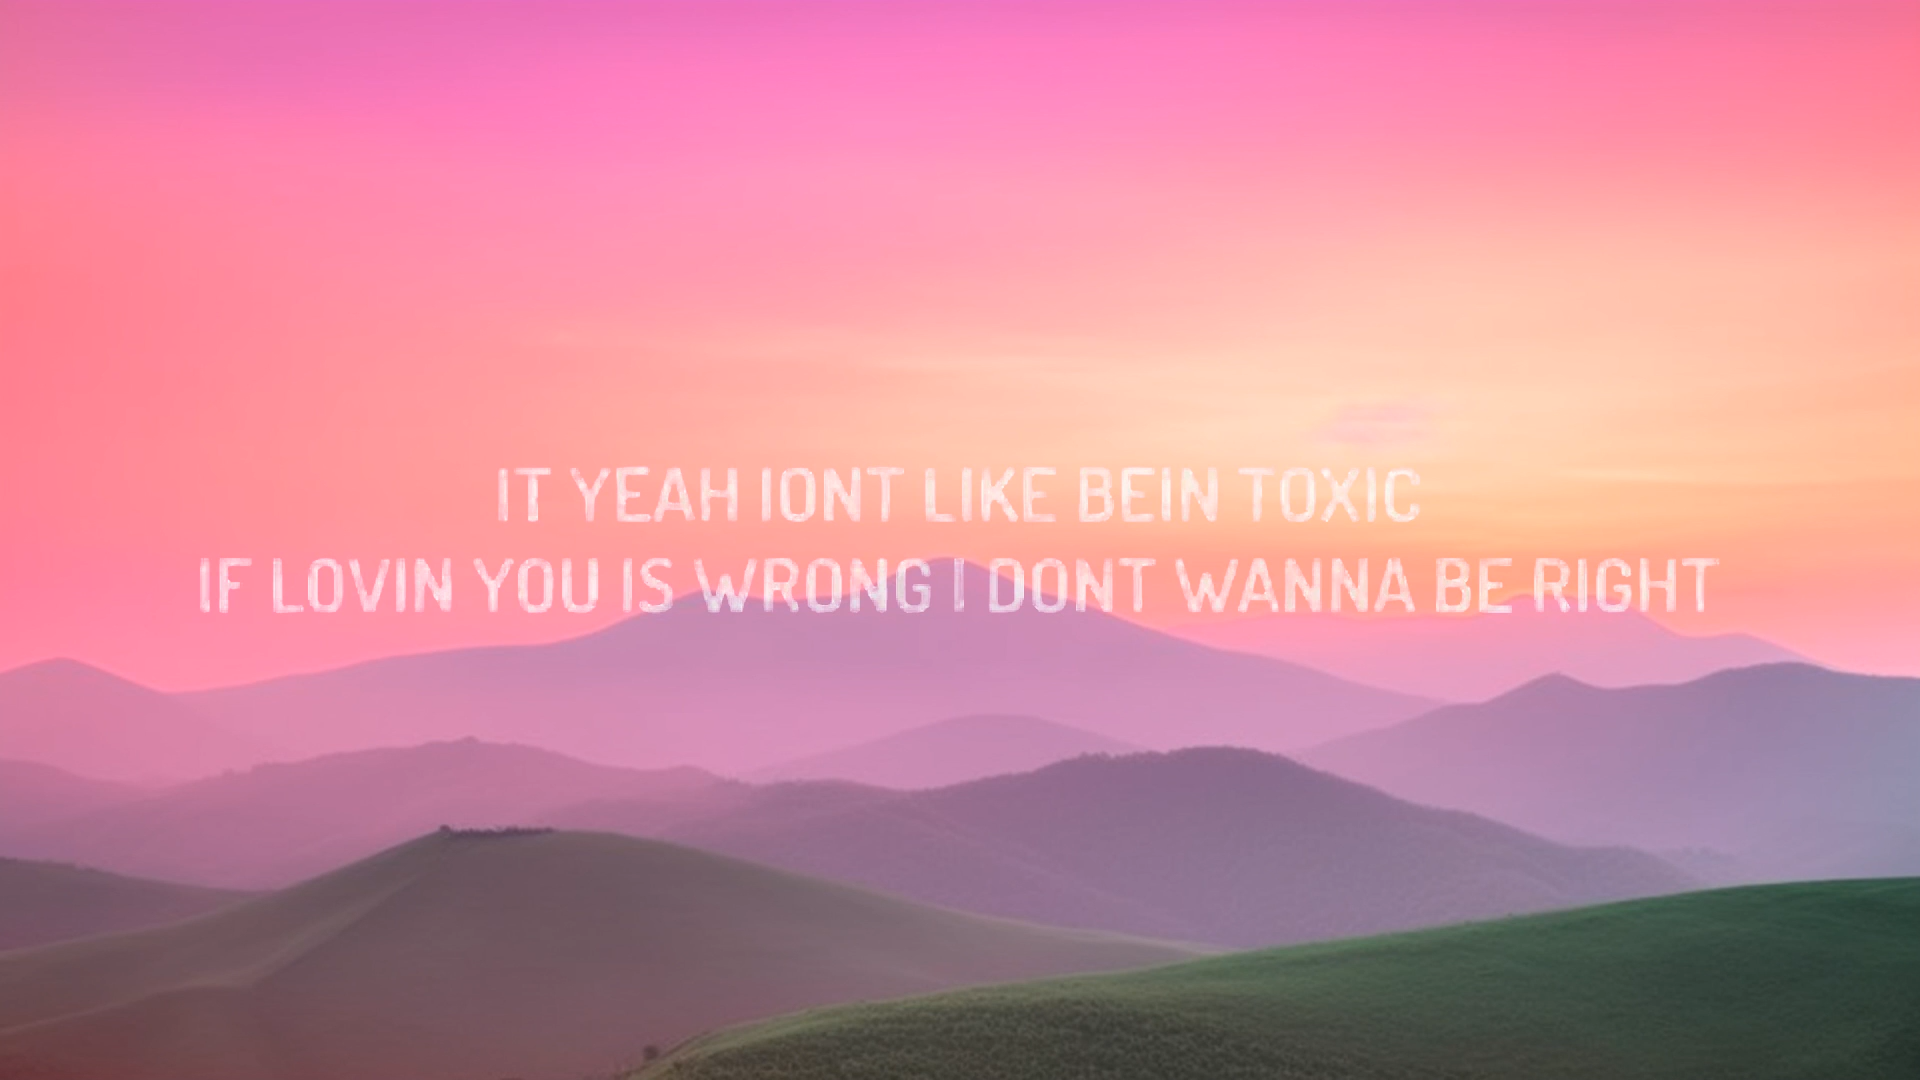 IT YEAH IONT LIKE BEIN TOXIC
IF LOVIN YOU IS WRONG I DONT WANNA BE RIGHT